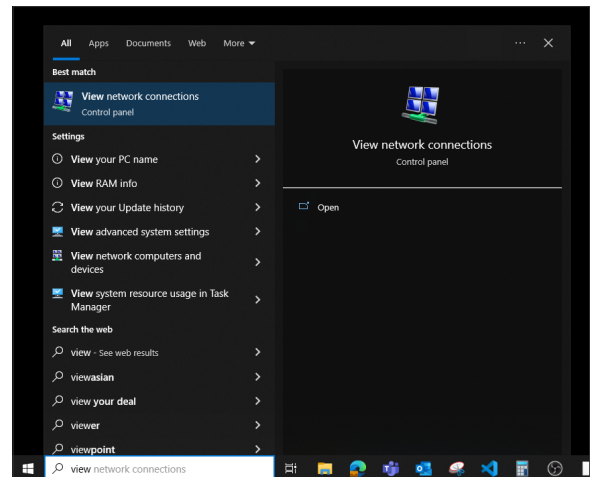 All Apps Documents Web More
Best match
View network connections
Control panel
Settings
View your PC name
View RAM info
View your Update history
View advanced system settings
View network computers and
devices
View system resource usage in Task
Manager
Search the web
view - See web results
viewasian
view your deal
viewer
viewpoint
view network connections
View network connections
Control panel
Open